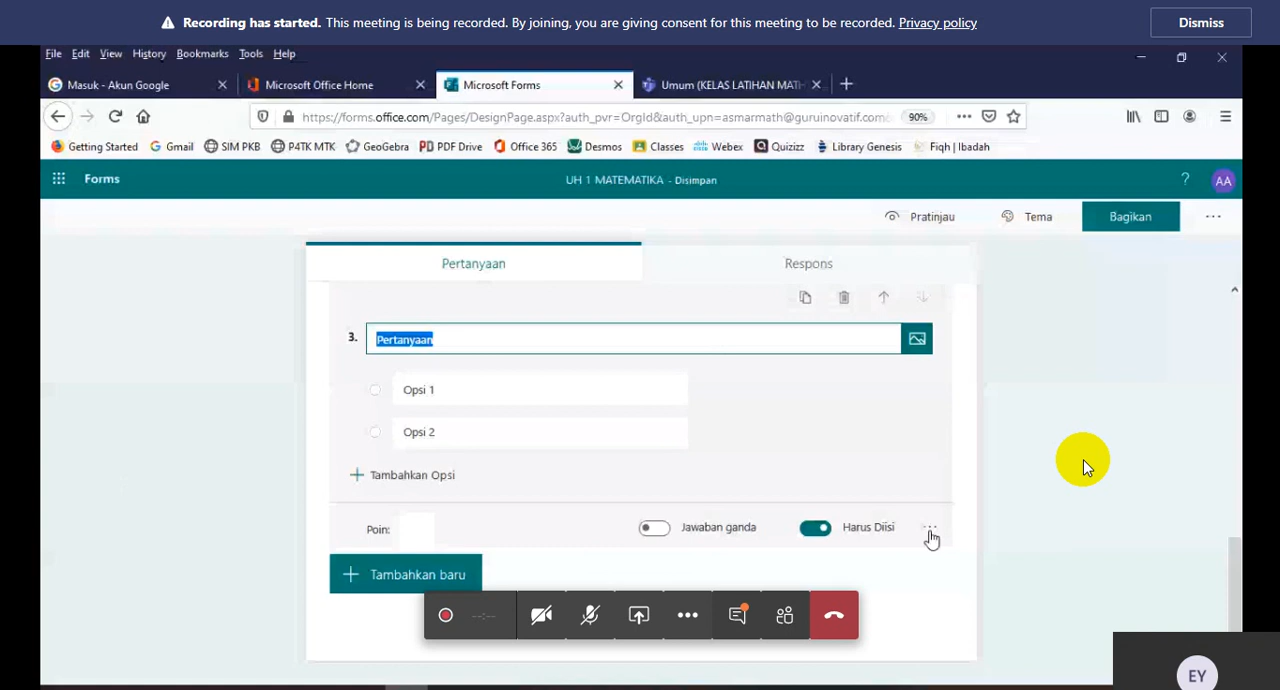 Recording has started. This meeting is being recorded. By joining, you are giving consent for this meeting to be recorded. Privacy policy
Dismiss
File Edit View History Bookmarks Tools Help
Masuk - Akun Google
Microsoft Office Home
Microsoft Forms
Umum (KELAS LATIHAN MATH
https://forms.office.com/Pages/DesignPage.aspx?auth_pvr=OrgId&auth_upn=asmarmath@guruinovatif.com
90%
Getting Started Gmail SIM PKB P4TK MTK GeoGebra PDF Drive Office 365 Desmos Classes Webex Quizizz Library Genesis Fiqh | Ibadah
Forms
UH 1 MATEMATIKA - Disimpan
? AA
Pratinjau Tema Bagikan
Pertanyaan Respons
3. Pertanyaan
Opsi 1
Opsi 2
+ Tambahkan Opsi
Poin: Jawaban ganda Harus Diisi
+ Tambahkan baru
--:--
EY